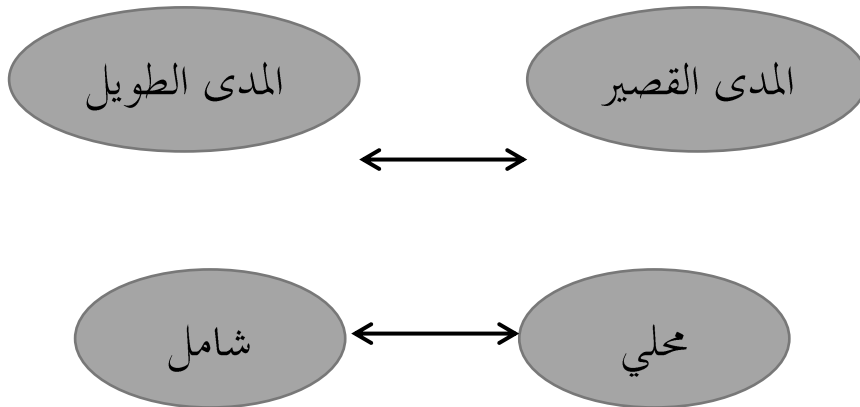 المدى القصير
المدى الطويل
محلي
شامل